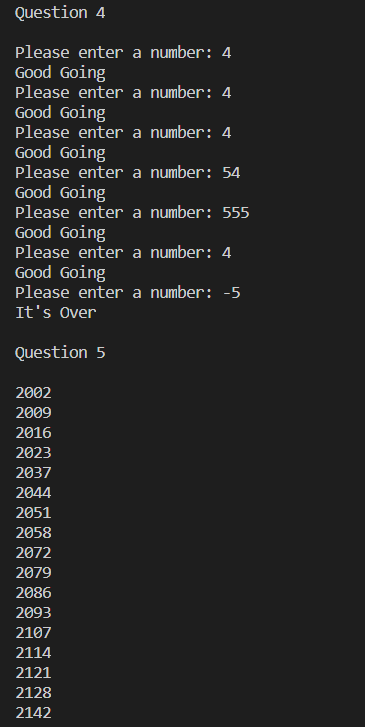 Question 4
Please enter a number: 4
Good Going
Please enter a number: 4
Good Going
Please enter a number: 4
Good Going
Please enter a number: 54
Good Going
Please enter a number: 555
Good Going
Please enter a number: 4
Good Going
Please enter a number: -5
It's Over
Question 5
2002
2009
2016
2023
2037
2044
2051
2058
2072
2079
2086
2093
2107
2114
2121
2128
2142